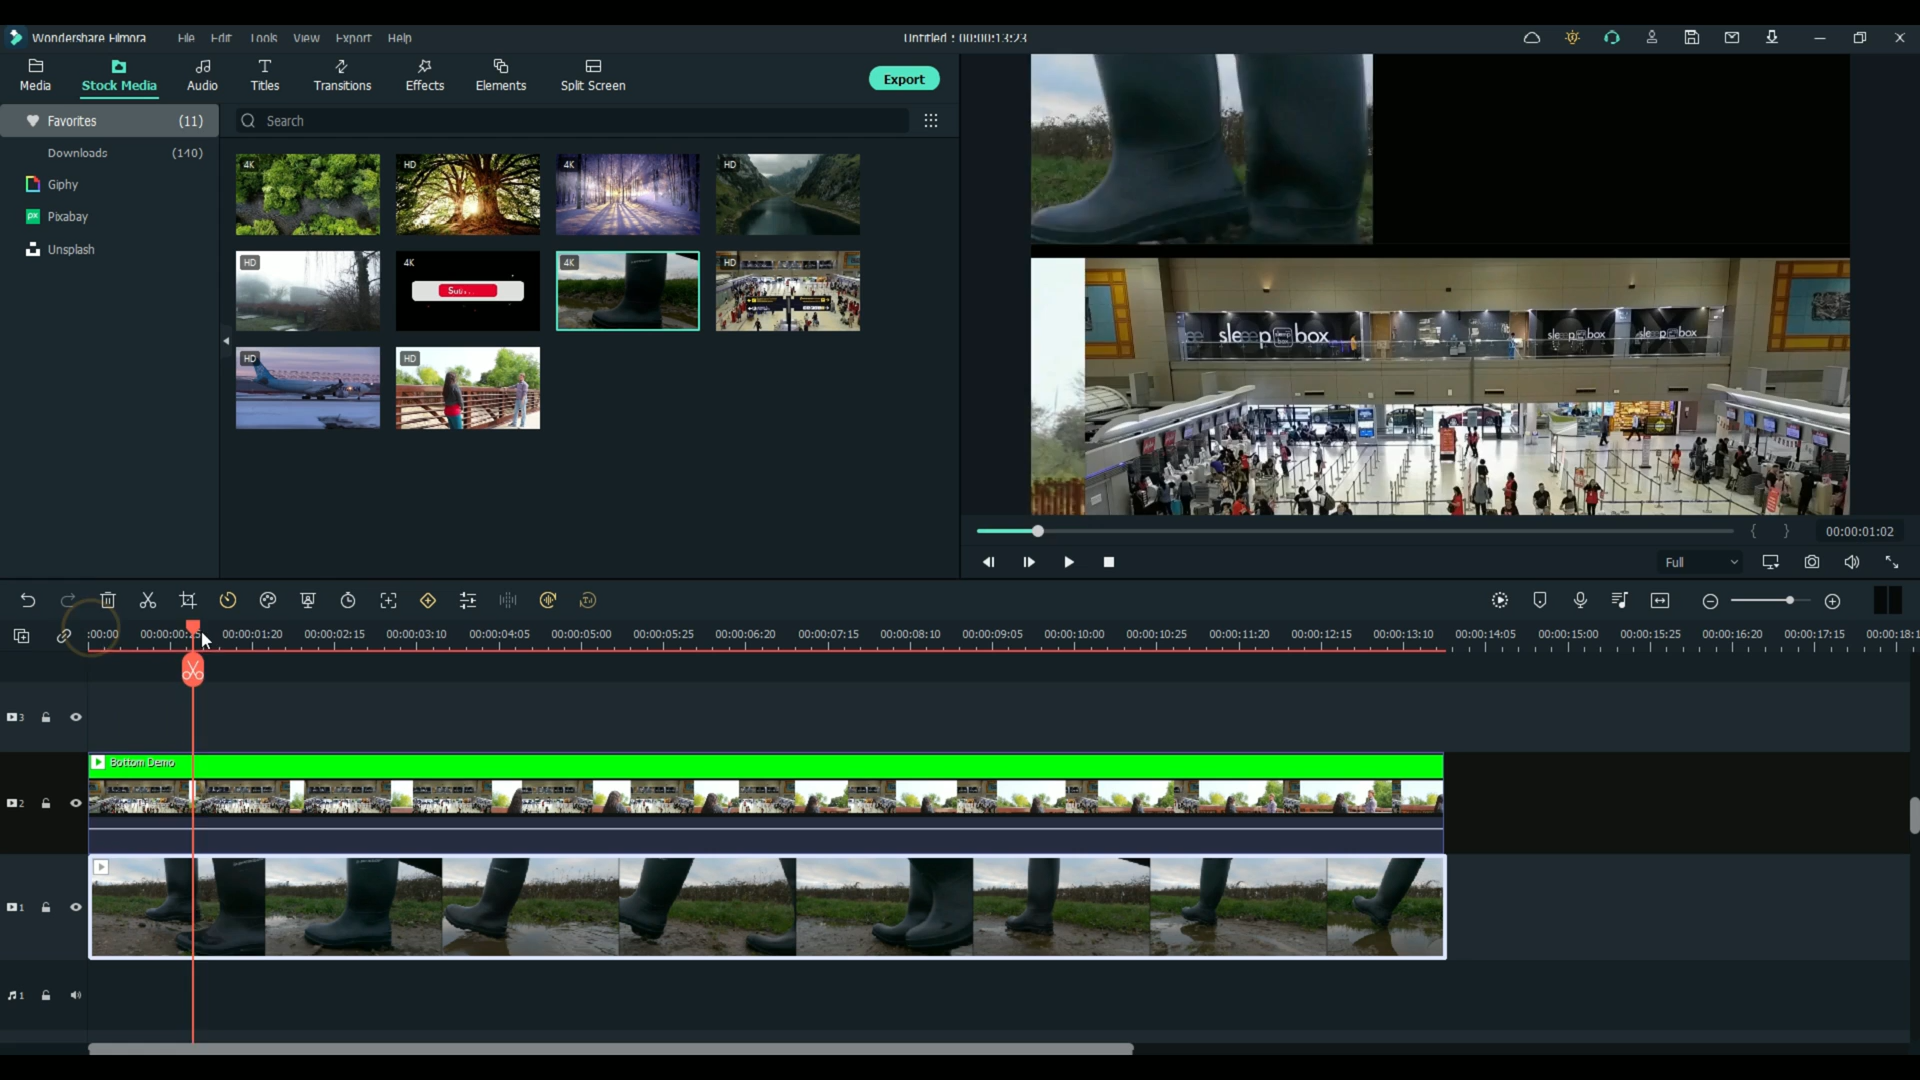 Wondershare Filmora File Edit Tools View Export Help Untitled : 00:00:13:23
Media Stock Media Audio Titles Transitions Effects Elements Split Screen Export
Favorites (11) Search
Downloads (140)
Giphy
Pixabay
Unsplash
4K HD 4K HD
HD 4K 4K HD
HD HD
sleepbox
sleepbox
sleepbox
00:00:01:02
Full
:00:00 00:00:01:20 00:00:02:15 00:00:03:10 00:00:04:05 00:00:05:00 00:00:05:25 00:00:06:20 00:00:07:15 00:00:08:10 00:00:09:05 00:00:10:00 00:00:10:25 00:00:11:20 00:00:12:15 00:00:13:10 00:00:14:05 00:00:15:00 00:00:15:25 00:00:16:20 00:00:17:15
3
Bottom Demo
2
1
1